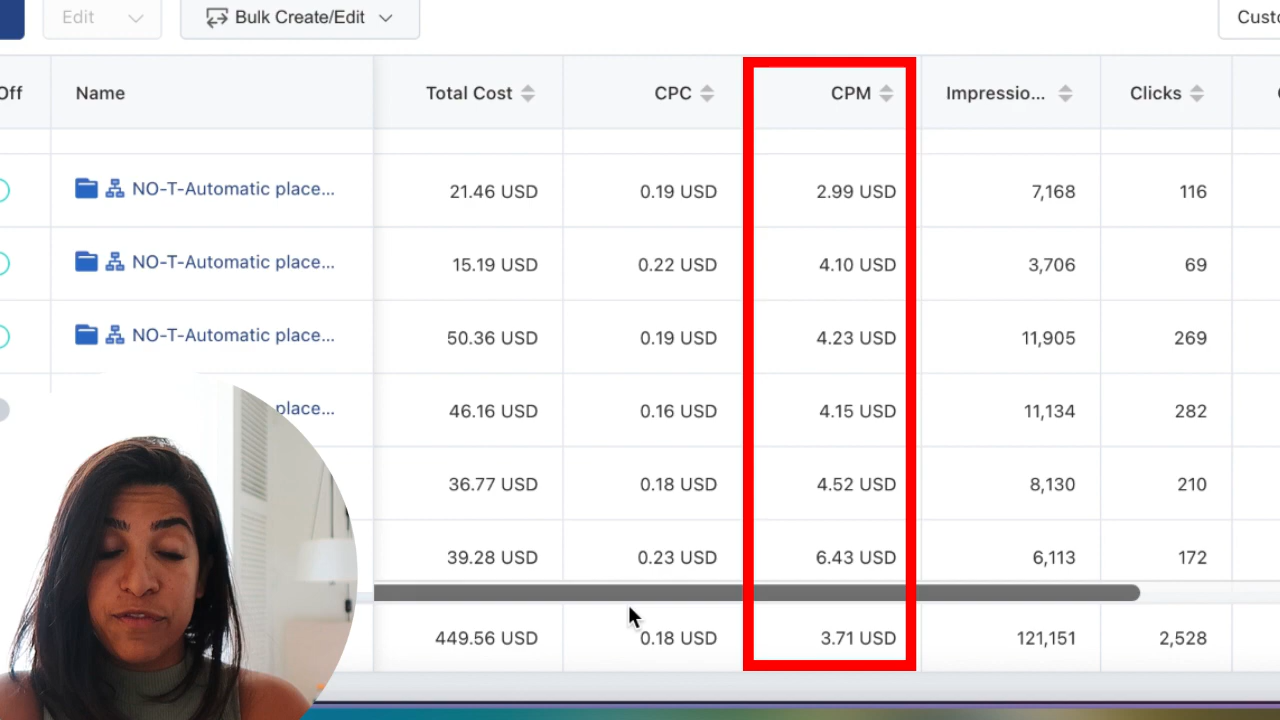 Edit Bulk Create/Edit Custo
Off Name Total Cost CPC CPM Impressio... Clicks
NO-T-Automatic place... 21.46 USD 0.19 USD 2.99 USD 7,168 116
NO-T-Automatic place... 15.19 USD 0.22 USD 4.10 USD 3,706 69
NO-T-Automatic place... 50.36 USD 0.19 USD 4.23 USD 11,905 269
place... 46.16 USD 0.16 USD 4.15 USD 11,134 282
36.77 USD 0.18 USD 4.52 USD 8,130 210
39.28 USD 0.23 USD 6.43 USD 6,113 172
449.56 USD 0.18 USD 3.71 USD 121,151 2,528